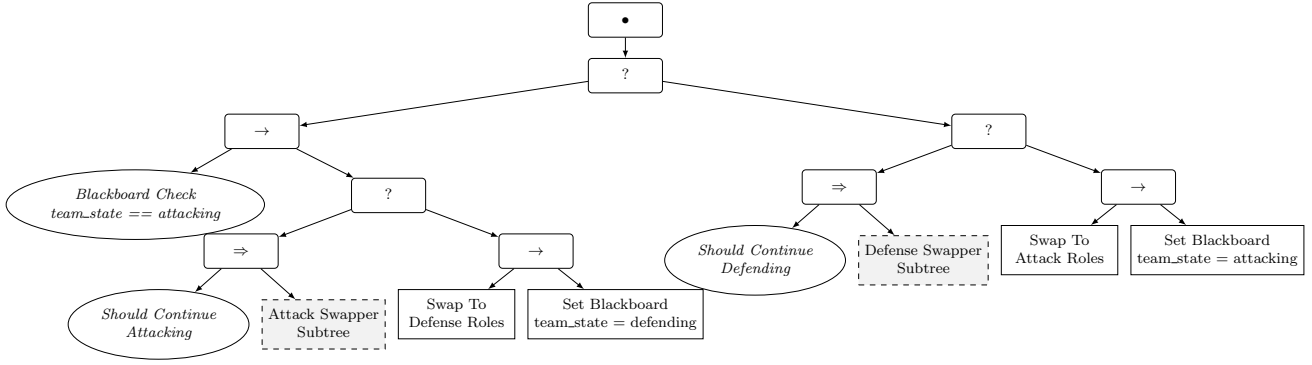 •
?
→
?
Blackboard Check
team_state == attacking
?
⇒
→
⇒
→
Should Continue
Defending
Defense Swapper
Subtree
Swap To
Attack Roles
Set Blackboard
team_state = attacking
Should Continue
Attacking
Attack Swapper
Subtree
Swap To
Defense Roles
Set Blackboard
team_state = defending